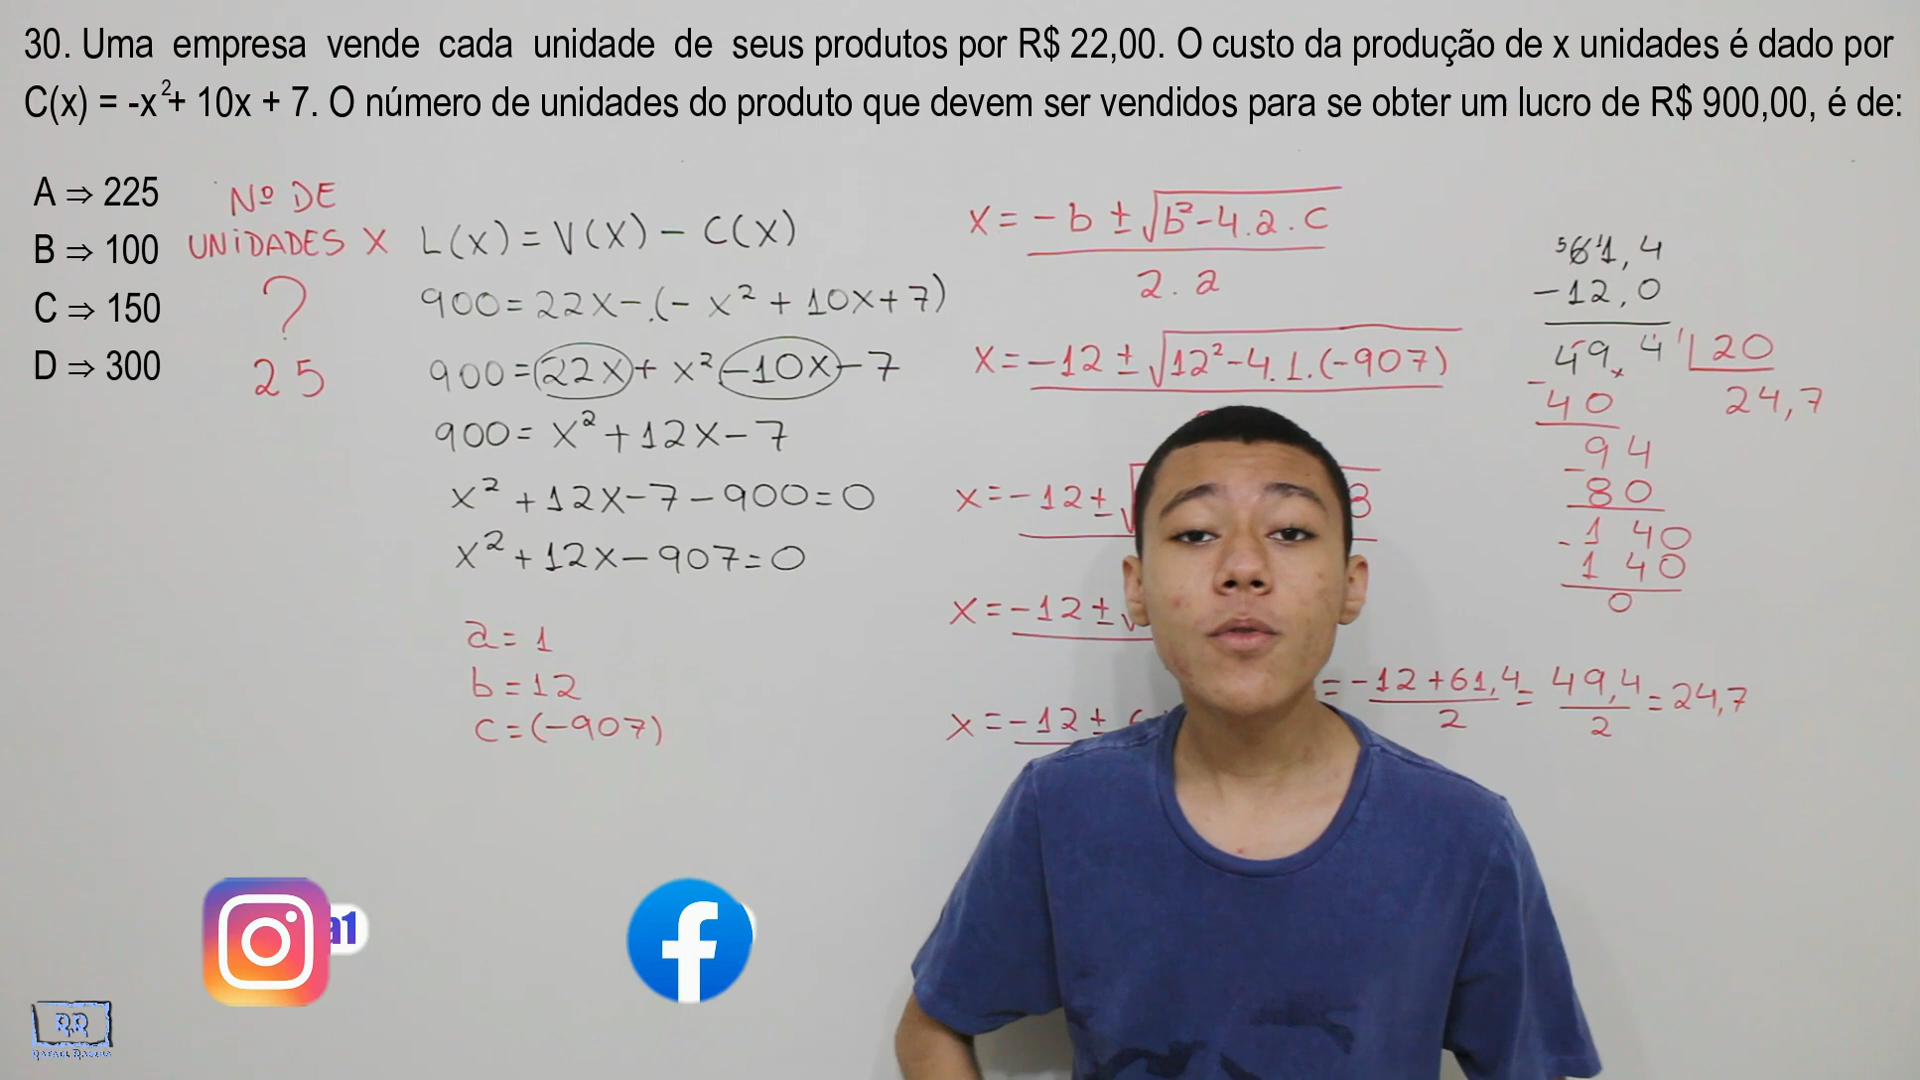 30. Uma empresa vende cada unidade de seus produtos por R$ 22,00. O custo da produção de x unidades é dado por
C(x) = -x²+ 10x + 7. O número de unidades do produto que devem ser vendidos para se obter um lucro de R$ 900,00, é de:
A ⇒ 225
B ⇒ 100
C ⇒ 150
D ⇒ 300
Nº DE
UNIDADES X
?
25
L(X) = V(X) - C(X)
900 = 22X - (- X² + 10X + 7)
900 = 22X + X² - 10X - 7
900 = X² + 12X - 7
X² + 12X - 7 - 900 = 0
X² + 12X - 907 = 0
a = 1
b = 12
c = (-907)
X = -b ± √b² - 4.a.c
2.a
X = -12 ± √12² - 4.1.(-907)
X = -12 ± √
X = -12 ± √
X = -12 ±
= -12 + 61,4 = 49,4 = 24,7
2 2
61,4
-12,0
49,4 20
-40 24,7
94
-80
140
-140
0
a1
RR
RAFAEL